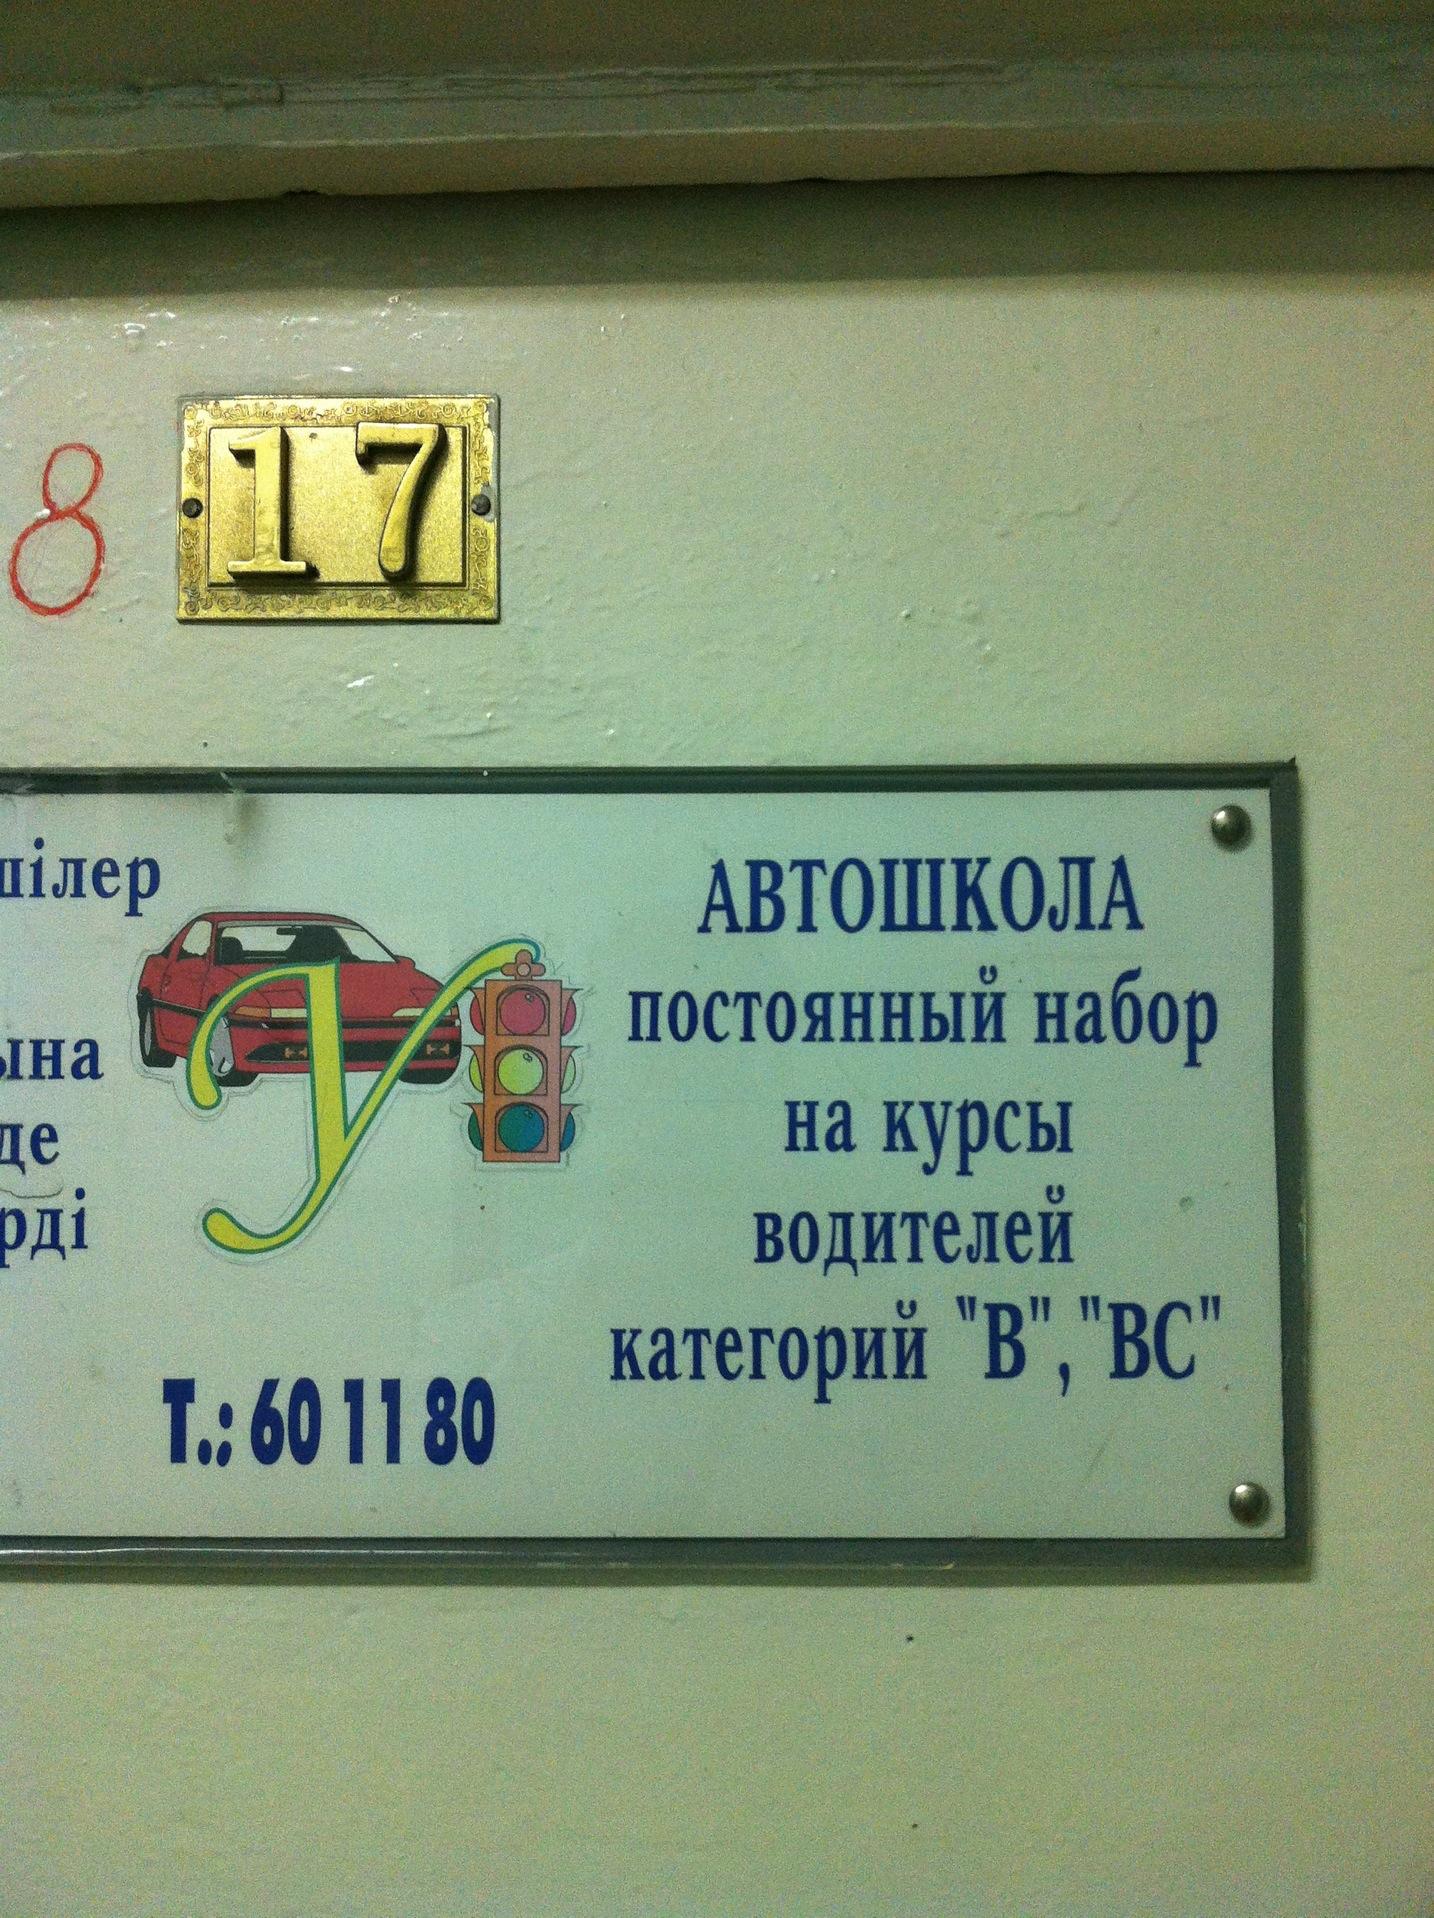 8
17
шілер
ына
де
рді
У
Т.: 60 11 80
АВТОШКОЛА
постоянный набор
на курсы
водителей
категорий "В", "ВС"